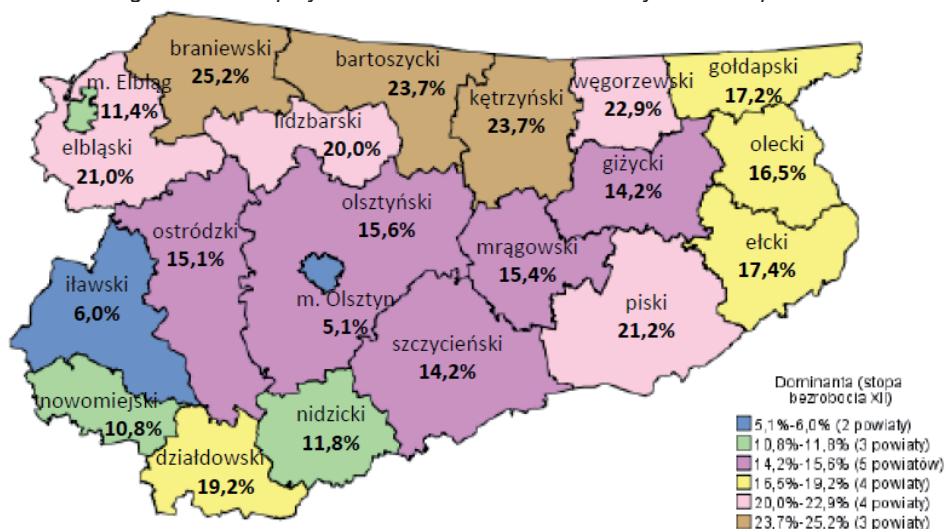 braniewski
25,2%
bartoszycki
23,7%
kętrzyński
23,7%
węgorzewski
22,9%
gołdapski
17,2%
m. Elbląg
11,4%
elbląski
21,0%
lidzbarski
20,0%
giżycki
14,2%
olecki
16,5%
ostródzki
15,1%
olsztyński
15,6%
mrągowski
15,4%
ełcki
17,4%
iławski
6,0%
m. Olsztyn
5,1%
piski
21,2%
szczycieński
14,2%
nowomiejski
10,8%
nidzicki
11,8%
działdowski
19,2%
Dominanta (stopa
bezrobocia XII)
5,1%-6,0% (2 powiaty)
10,8%-11,8% (3 powiaty)
14,2%-15,6% (5 powiatów)
16,5%-19,2% (4 powiaty)
20,0%-22,9% (4 powiaty)
23,7%-25,2% (3 powiaty)